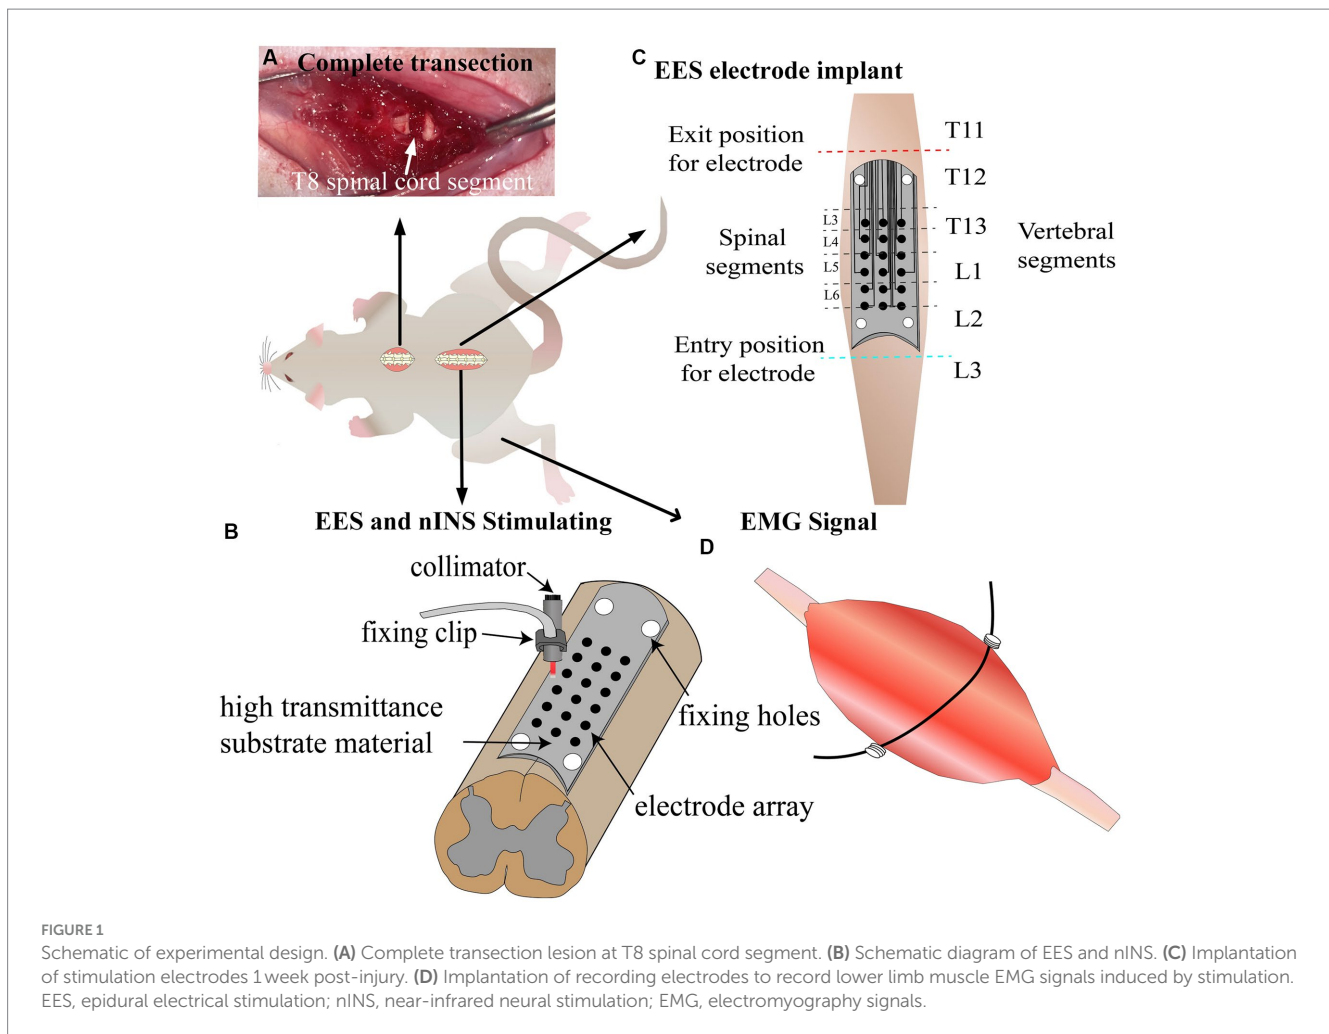 A
Complete transection
T8 spinal cord segment
C
EES electrode implant
Exit position
for electrode
T11
T12
L3
T13
L4
Spinal
segments
Vertebral
segments
L5
L1
L6
L2
Entry position
for electrode
L3
B
EES and nINS Stimulating
collimator
fixing clip
high transmittance
substrate material
fixing holes
electrode array
D
EMG Signal
FIGURE 1
Schematic of experimental design. (A) Complete transection lesion at T8 spinal cord segment. (B) Schematic diagram of EES and nINS. (C) Implantation
of stimulation electrodes 1 week post-injury. (D) Implantation of recording electrodes to record lower limb muscle EMG signals induced by stimulation.
EES, epidural electrical stimulation; nINS, near-infrared neural stimulation; EMG, electromyography signals.